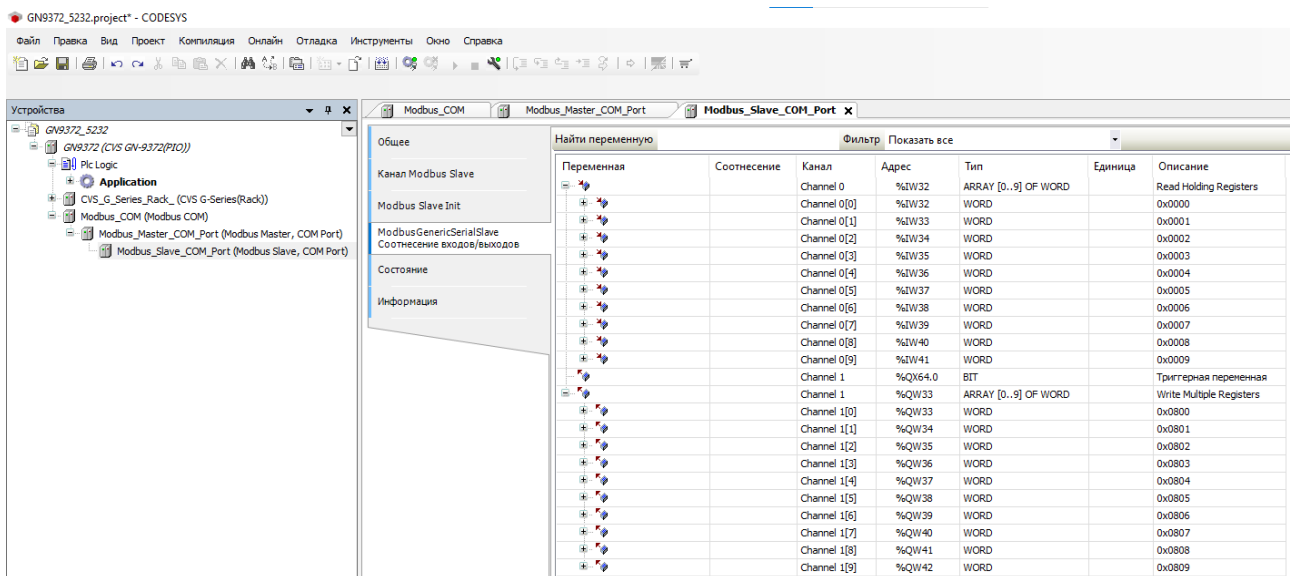 GN9372_5232.project* - CODESYS
Файл Правка Вид Проект Компиляция Онлайн Отладка Инструменты Окно Справка
Устройства
GN9372_5232
GN9372 (CVS GN-9372(PIO))
Plc Logic
Application
CVS_G_Series_Rack_ (CVS G-Series(Rack))
Modbus_COM (Modbus COM)
Modbus_Master_COM_Port (Modbus Master, COM Port)
Modbus_Slave_COM_Port (Modbus Slave, COM Port)
Modbus_COM Modbus_Master_COM_Port Modbus_Slave_COM_Port
Общее
Канал Modbus Slave
Modbus Slave Init
ModbusGenericSerialSlave
Соотнесение входов/выходов
Состояние
Информация
Найти переменную Фильтр Показать все
Переменная Соотнесение Канал Адрес Тип Единица Описание
Channel 0 %IW32 ARRAY [0..9] OF WORD Read Holding Registers
Channel 0[0] %IW32 WORD 0x0000
Channel 0[1] %IW33 WORD 0x0001
Channel 0[2] %IW34 WORD 0x0002
Channel 0[3] %IW35 WORD 0x0003
Channel 0[4] %IW36 WORD 0x0004
Channel 0[5] %IW37 WORD 0x0005
Channel 0[6] %IW38 WORD 0x0006
Channel 0[7] %IW39 WORD 0x0007
Channel 0[8] %IW40 WORD 0x0008
Channel 0[9] %IW41 WORD 0x0009
Channel 1 %QX64.0 BIT Триггерная переменная
Channel 1 %QW33 ARRAY [0..9] OF WORD Write Multiple Registers
Channel 1[0] %QW33 WORD 0x0800
Channel 1[1] %QW34 WORD 0x0801
Channel 1[2] %QW35 WORD 0x0802
Channel 1[3] %QW36 WORD 0x0803
Channel 1[4] %QW37 WORD 0x0804
Channel 1[5] %QW38 WORD 0x0805
Channel 1[6] %QW39 WORD 0x0806
Channel 1[7] %QW40 WORD 0x0807
Channel 1[8] %QW41 WORD 0x0808
Channel 1[9] %QW42 WORD 0x0809